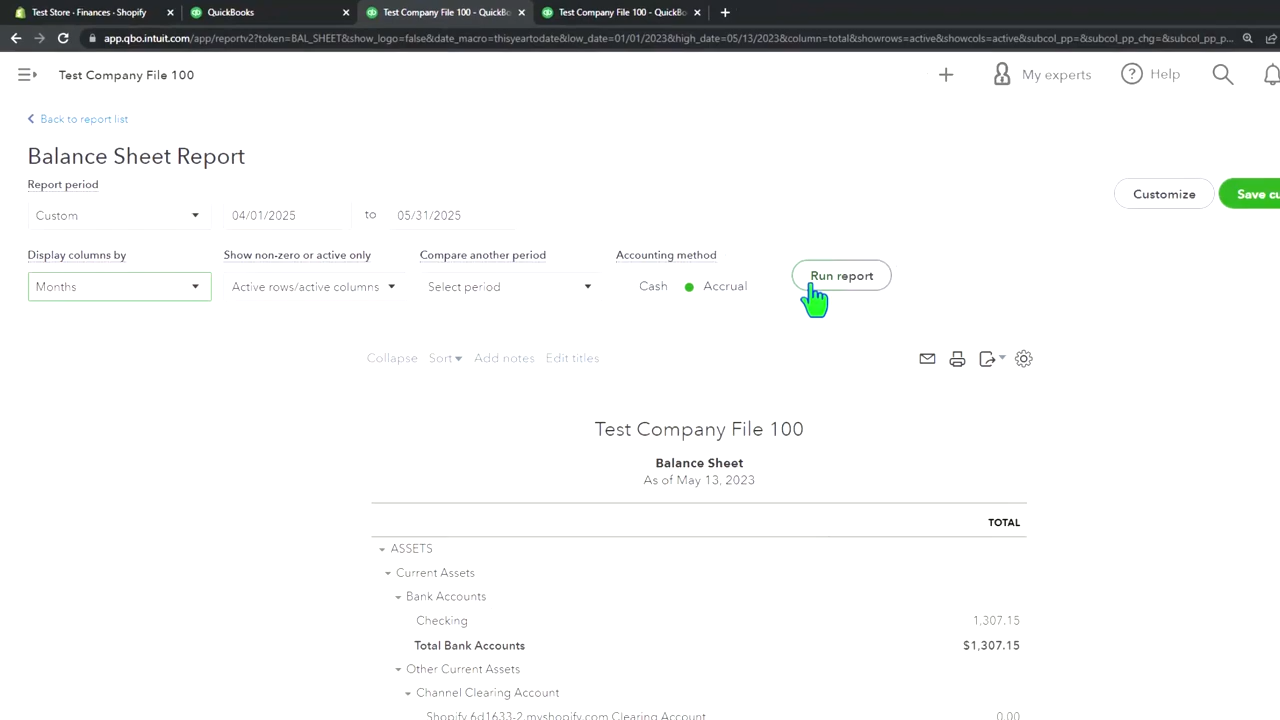 Test Store - Finances - Shopify
QuickBooks
Test Company File 100 - QuickBo
Test Company File 100 - QuickBo
app.qbo.intuit.com/app/reportv2?token=BAL_SHEET&show_logo=false&date_macro=thisyeartodate&low_date=01/01/2023&high_date=05/13/2023&column=total&showrows=active&showcols=active&subcol_pp=&subcol_pp_chg=&subcol_pp_p...
Test Company File 100
My experts
Help
Back to report list
Balance Sheet Report
Report period
Custom
04/01/2025
to
05/31/2025
Customize
Save cu
Display columns by
Show non-zero or active only
Compare another period
Accounting method
Months
Active rows/active columns
Select period
Cash
Accrual
Run report
Collapse
Sort
Add notes
Edit titles
Test Company File 100
Balance Sheet
As of May 13, 2023
TOTAL
ASSETS
Current Assets
Bank Accounts
Checking 1,307.15
Total Bank Accounts $1,307.15
Other Current Assets
Channel Clearing Account
Shopify 6d1633-2.myshopify.com Clearing Account 0.00